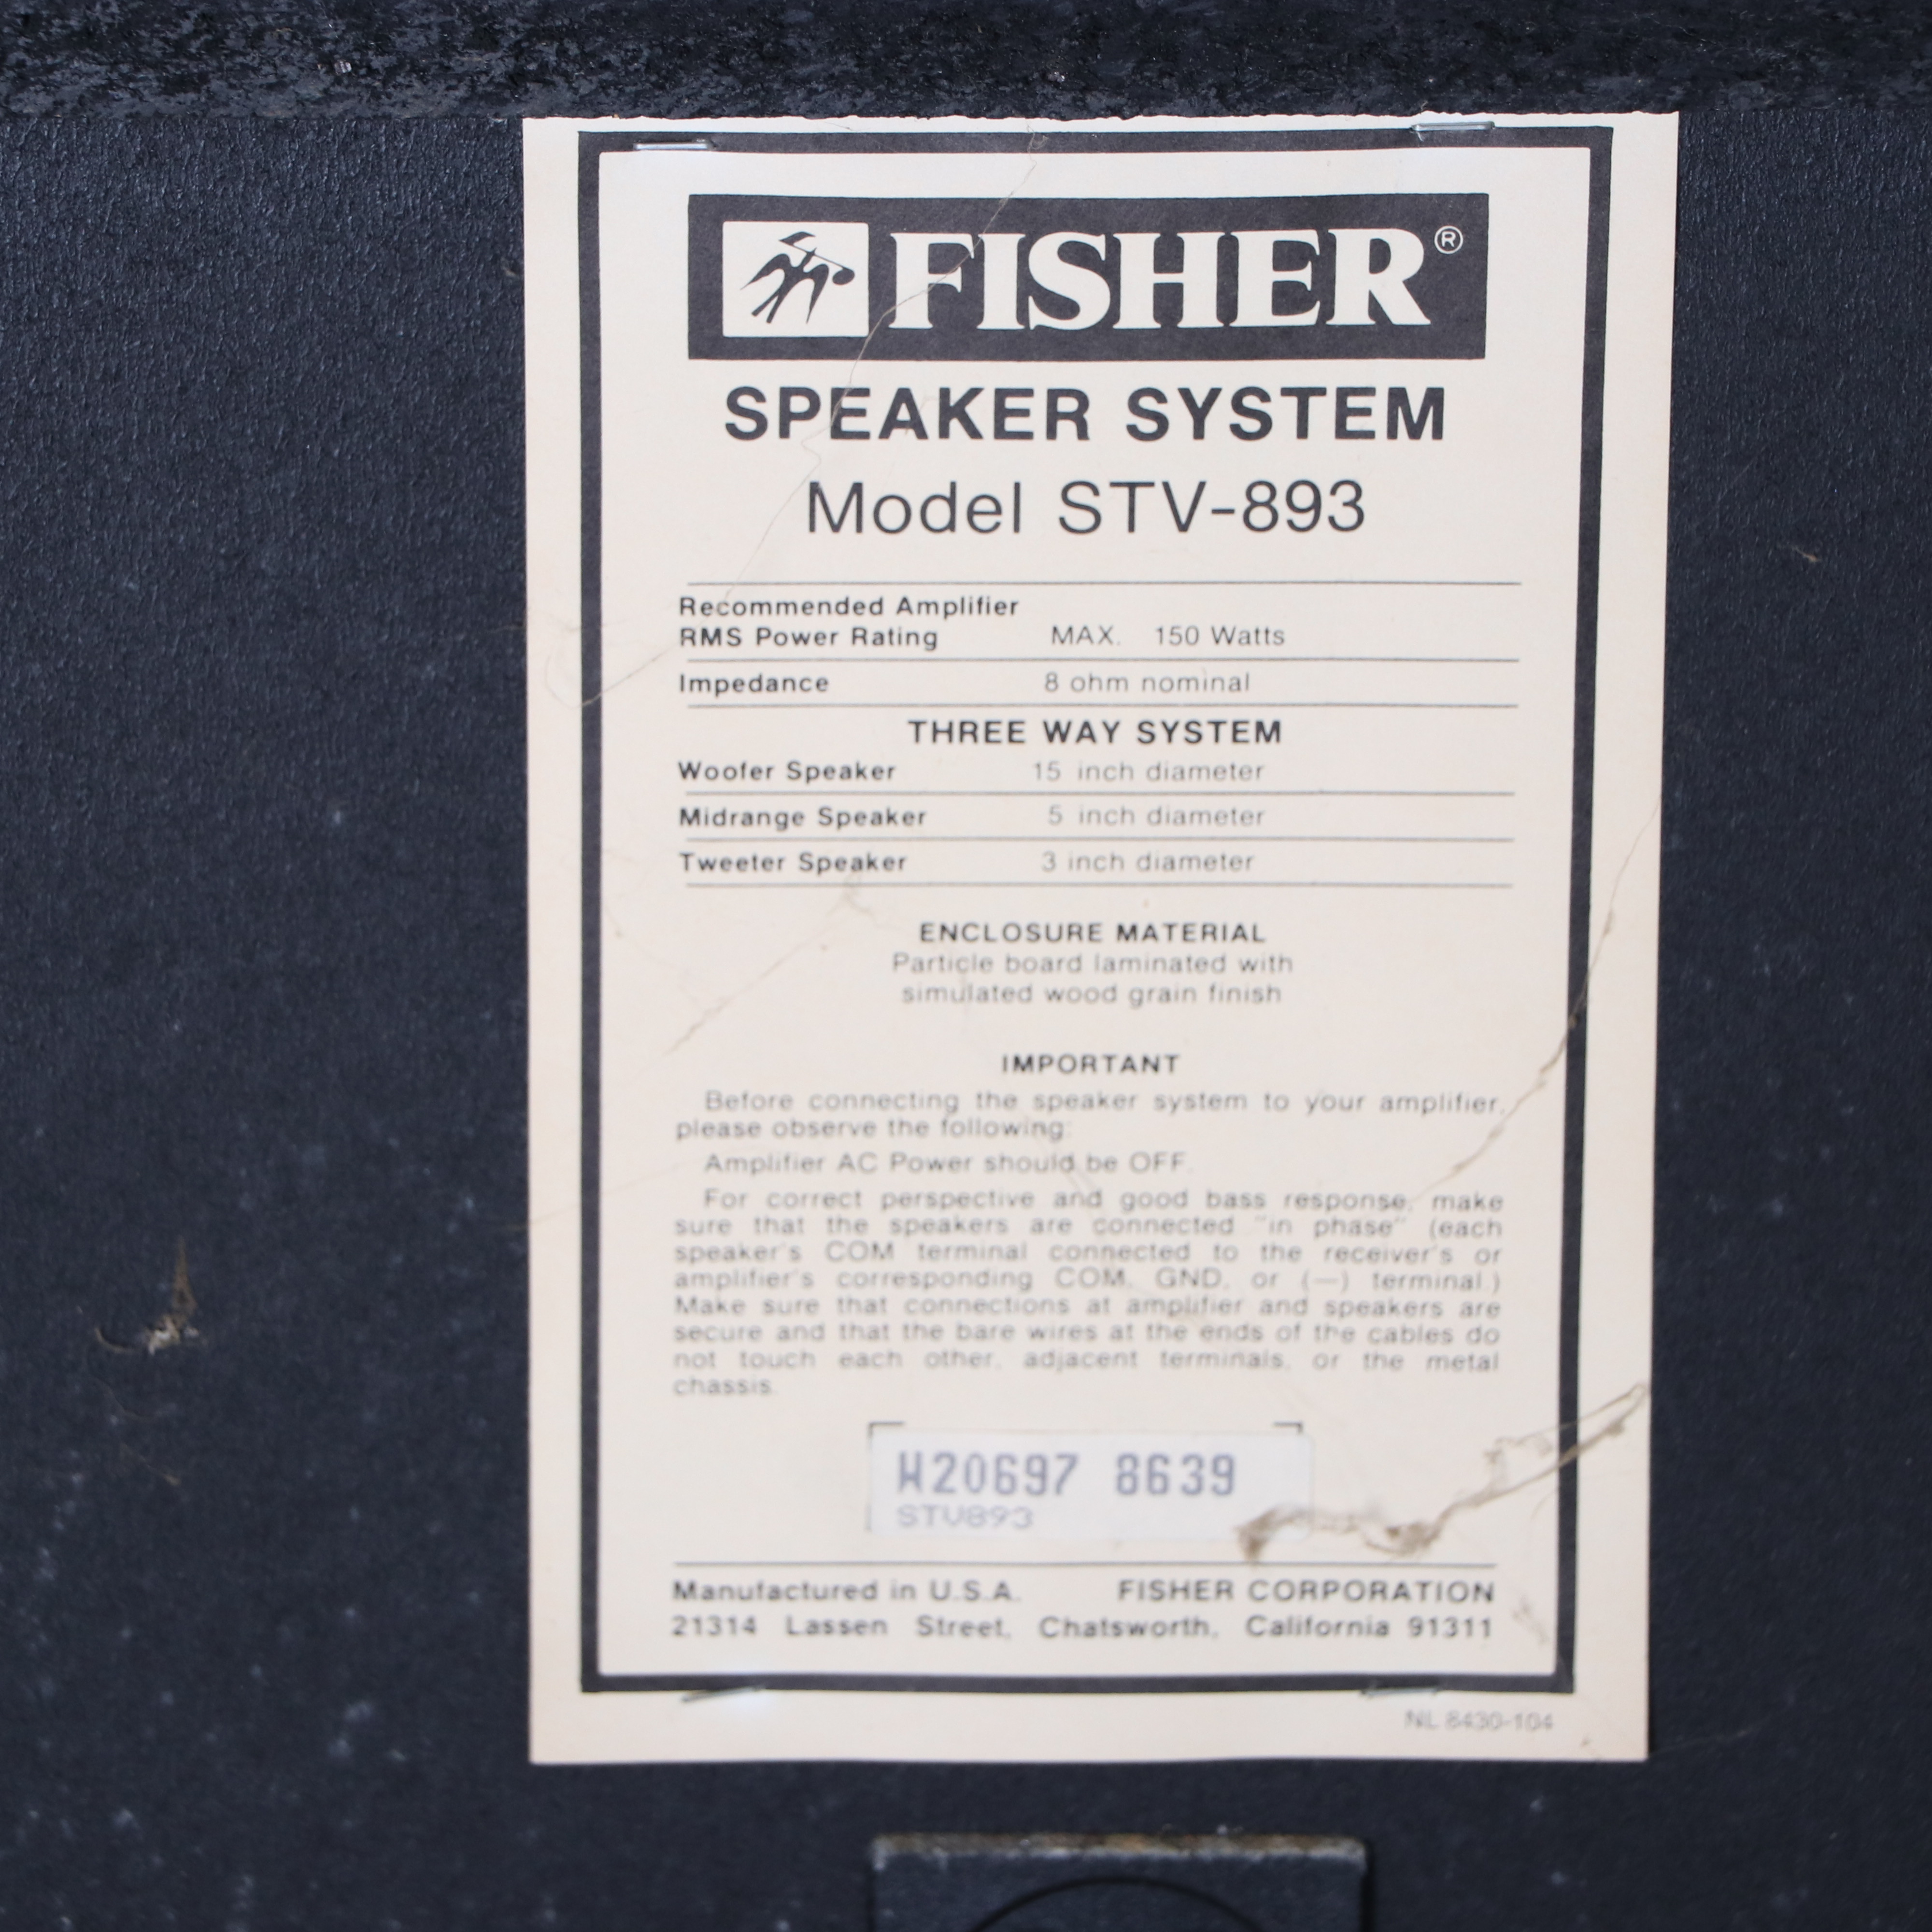 FISHER®
SPEAKER SYSTEM
Model STV-893
Recommended Amplifier
RMS Power Rating MAX. 150 Watts
Impedance 8 ohm nominal
THREE WAY SYSTEM
Woofer Speaker 15 inch diameter
Midrange Speaker 5 inch diameter
Tweeter Speaker 3 inch diameter
ENCLOSURE MATERIAL
Particle board laminated with
simulated wood grain finish
IMPORTANT
Before connecting the speaker system to your amplifier,
please observe the following:
Amplifier AC Power should be OFF.
For correct perspective and good bass response, make
sure that the speakers are connected "in phase" (each
speaker's COM terminal connected to the receiver's or
amplifier's corresponding COM, GND, or (—) terminal.)
Make sure that connections at amplifier and speakers are
secure and that the bare wires at the ends of the cables do
not touch each other, adjacent terminals, or the metal
chassis.
W20697 8639
STV893
Manufactured in U.S.A. FISHER CORPORATION
21314 Lassen Street, Chatsworth, California 91311
NL 8430-104